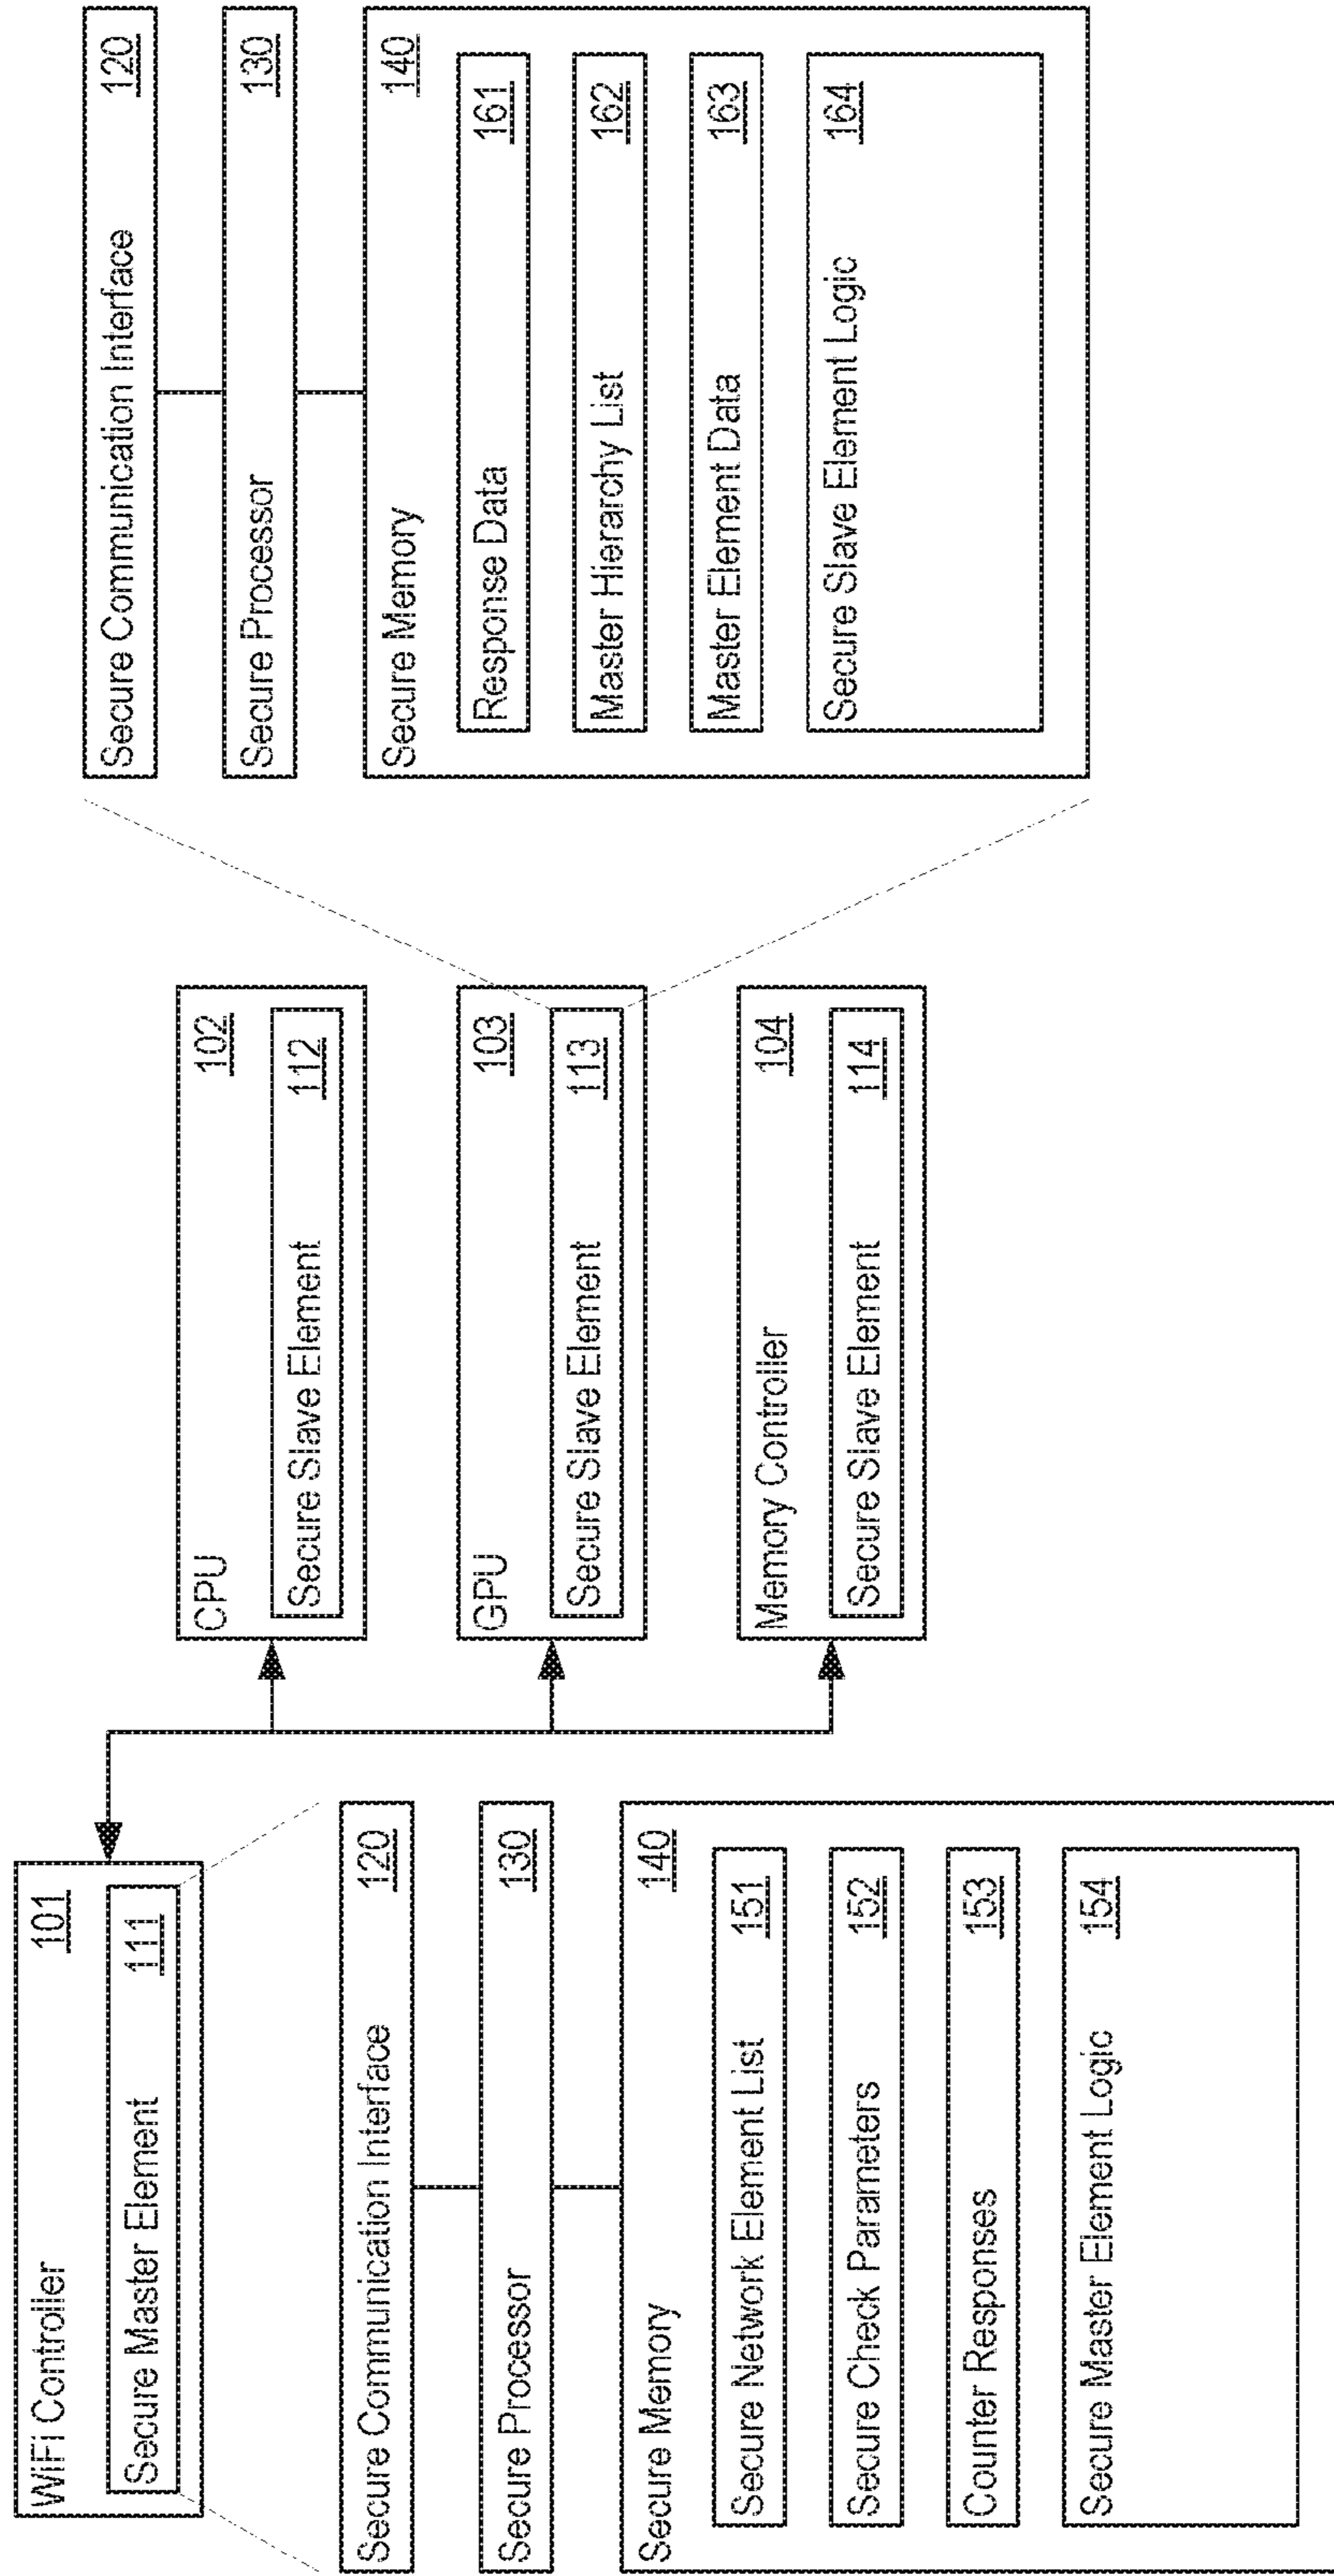 WiFi Controller 101
Secure Master Element 111
Secure Communication Interface 120
Secure Processor 130
Secure Memory 140
Secure Network Element List 151
Secure Check Parameters 152
Counter Responses 153
Secure Master Element Logic 154
CPU 102
Secure Slave Element 112
GPU 103
Secure Slave Element 113
Memory Controller 104
Secure Slave Element 114
Secure Communication Interface 120
Secure Processor 130
Secure Memory 140
Response Data 161
Master Hierarchy List 162
Master Element Data 163
Secure Slave Element Logic 164